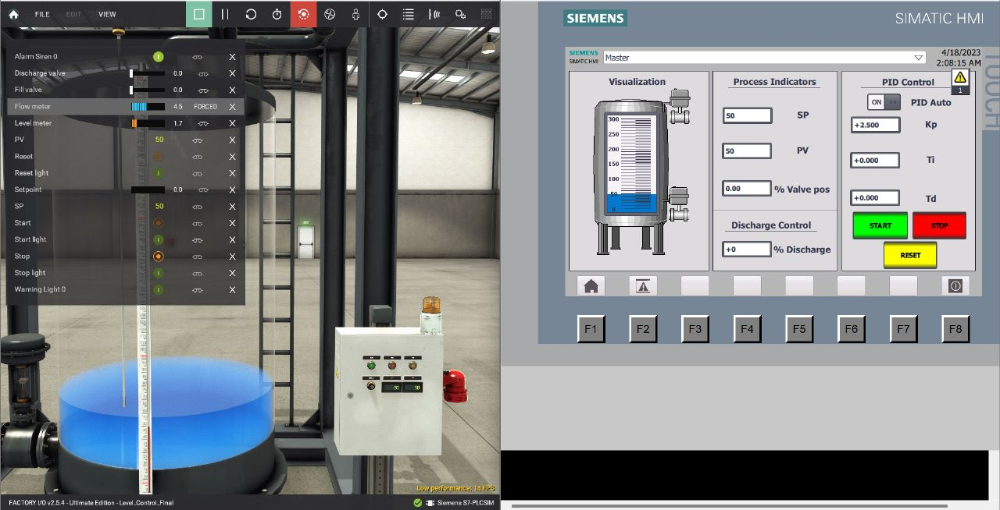 FILE EDIT VIEW
Alarm Siren 0
Discharge valve 0.0
Fill valve 0.0
Flow meter 4.5 FORCED
Level meter 1.7
PV 50
Reset
Reset light
Setpoint 0.0
SP 50
Start
Start light
Stop
Stop light
Warning Light 0
Low performance: 14 FPS
FACTORY I/O v2.5.4 - Ultimate Edition - Level_Control_Final
Siemens S7-PLCSIM
SIEMENS
SIMATIC HMI
TOUCH
SIEMENS
SIMATIC HMI
Master
4/18/2023
2:08:15 AM
1
Visualization
300
250
200
150
100
50
0
Process Indicators
50 SP
50 PV
0.00 % Valve pos
Discharge Control
+0 % Discharge
PID Control
ON PID Auto
+2.500 Kp
+0.000 Ti
+0.000 Td
START STOP
RESET
F1 F2 F3 F4 F5 F6 F7 F8